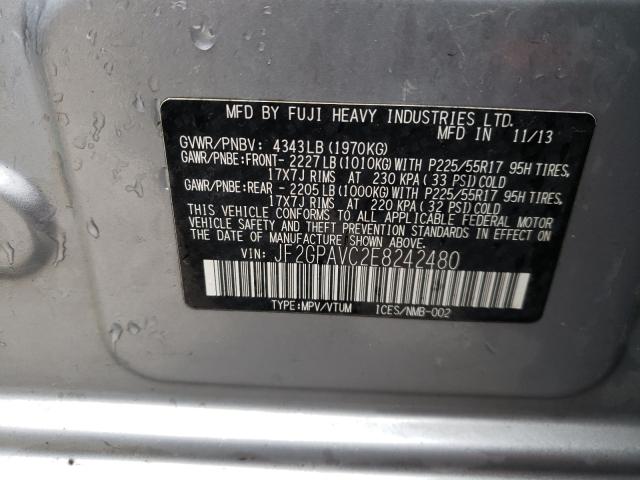 MFD BY FUJI HEAVY INDUSTRIES LTD.
MFD IN 11/13
GVWR/PNBV: 4343LB (1970KG)
GAWR/PNBE:FRONT- 2227LB (1010KG) WITH P225/55R17 95H TIRES,
17X7J RIMS AT 230 KPA (33 PSI) COLD
GAWR/PNBE:REAR - 2205LB (1000KG) WITH P225/55R17 95H TIRES,
17X7J RIMS AT 220 KPA (32 PSI) COLD
THIS VEHICLE CONFORMS TO ALL APPLICABLE FEDERAL MOTOR
VEHICLE SAFETY AND THEFT PREVENTION STANDARDS IN EFFECT ON
THE DATE OF MANUFACTURE SHOWN ABOVE.
VIN: JF2GPAVC2E8242480
TYPE:MPV/VTUM ICES/NMB-002